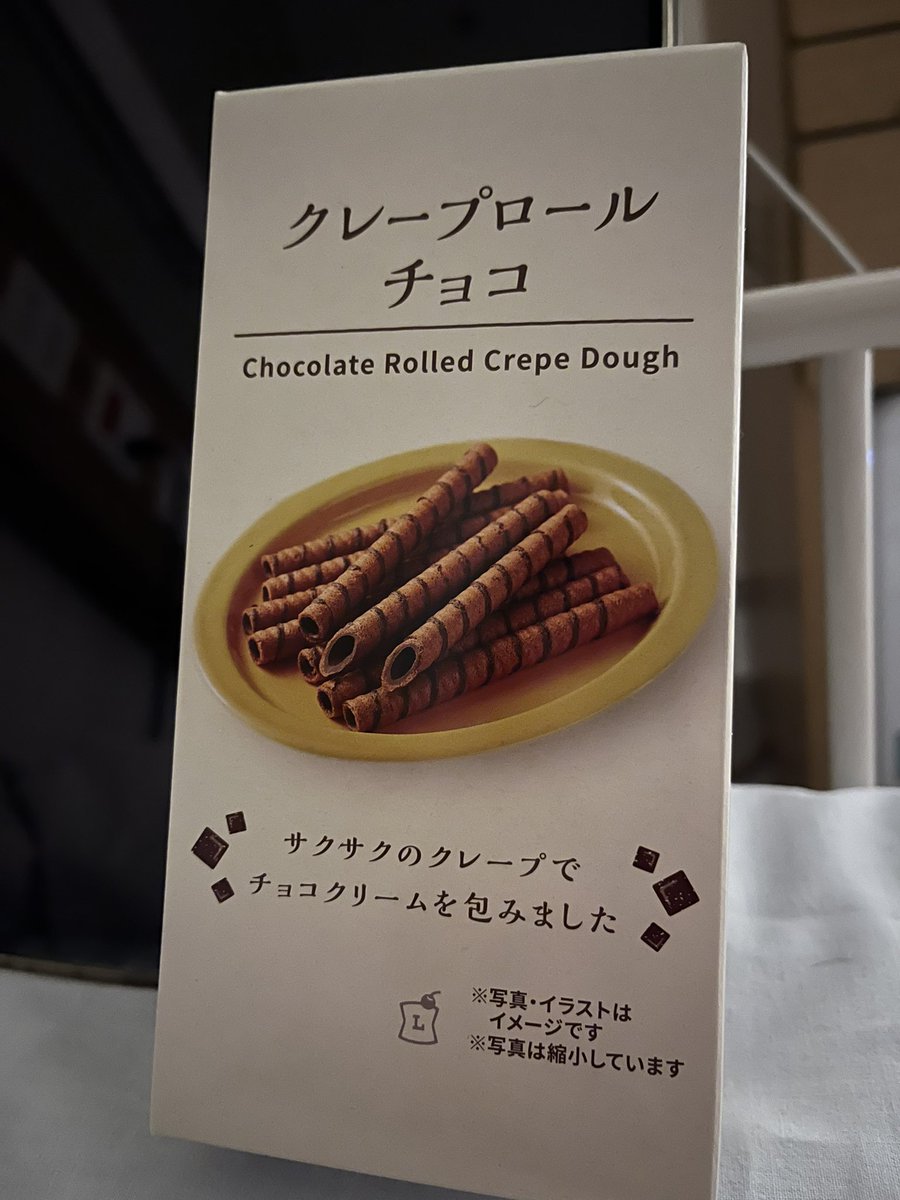 クレープロール
チョコ
Chocolate Rolled Crepe Dough
サクサクのクレープで
チョコクリームを包みました
L
※写真・イラストは
イメージです
※写真は縮小しています